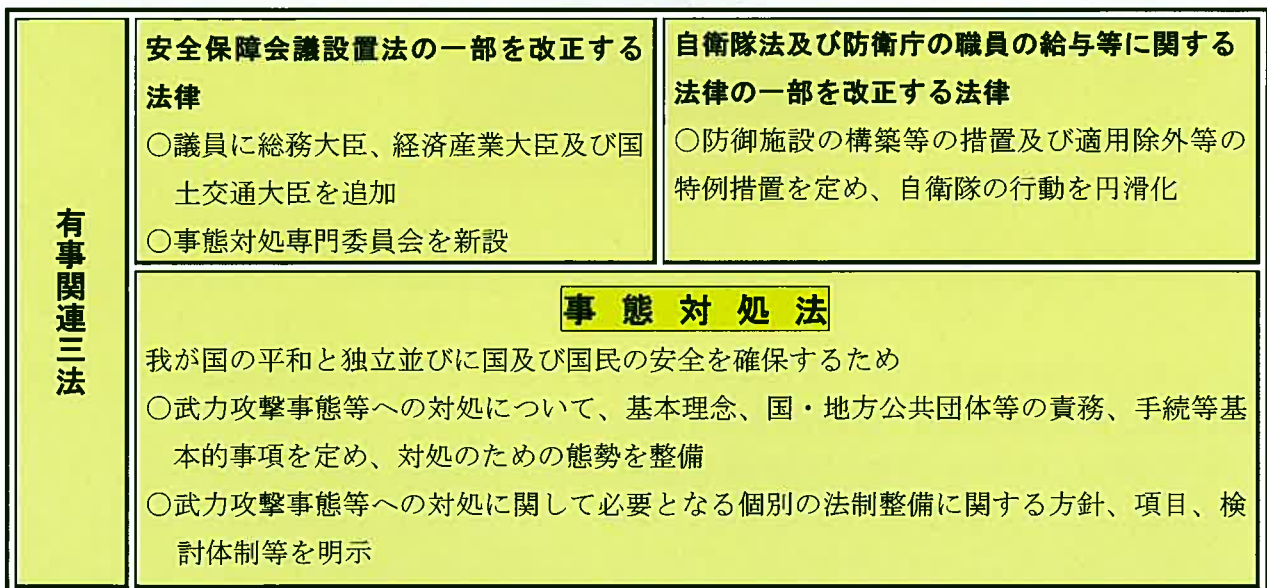 有事関連三法
安全保障会議設置法の一部を改正する
法律
○議員に総務大臣、経済産業大臣及び国
土交通大臣を追加
○事態対処専門委員会を新設
自衛隊法及び防衛庁の職員の給与等に関する
法律の一部を改正する法律
○防御施設の構築等の措置及び適用除外等の
特例措置を定め、自衛隊の行動を円滑化
事態対処法
我が国の平和と独立並びに国及び国民の安全を確保するため
○武力攻撃事態等への対処について、基本理念、国・地方公共団体等の責務、手続等基
本的事項を定め、対処のための態勢を整備
○武力攻撃事態等への対処に関して必要となる個別の法制整備に関する方針、項目、検
討体制等を明示